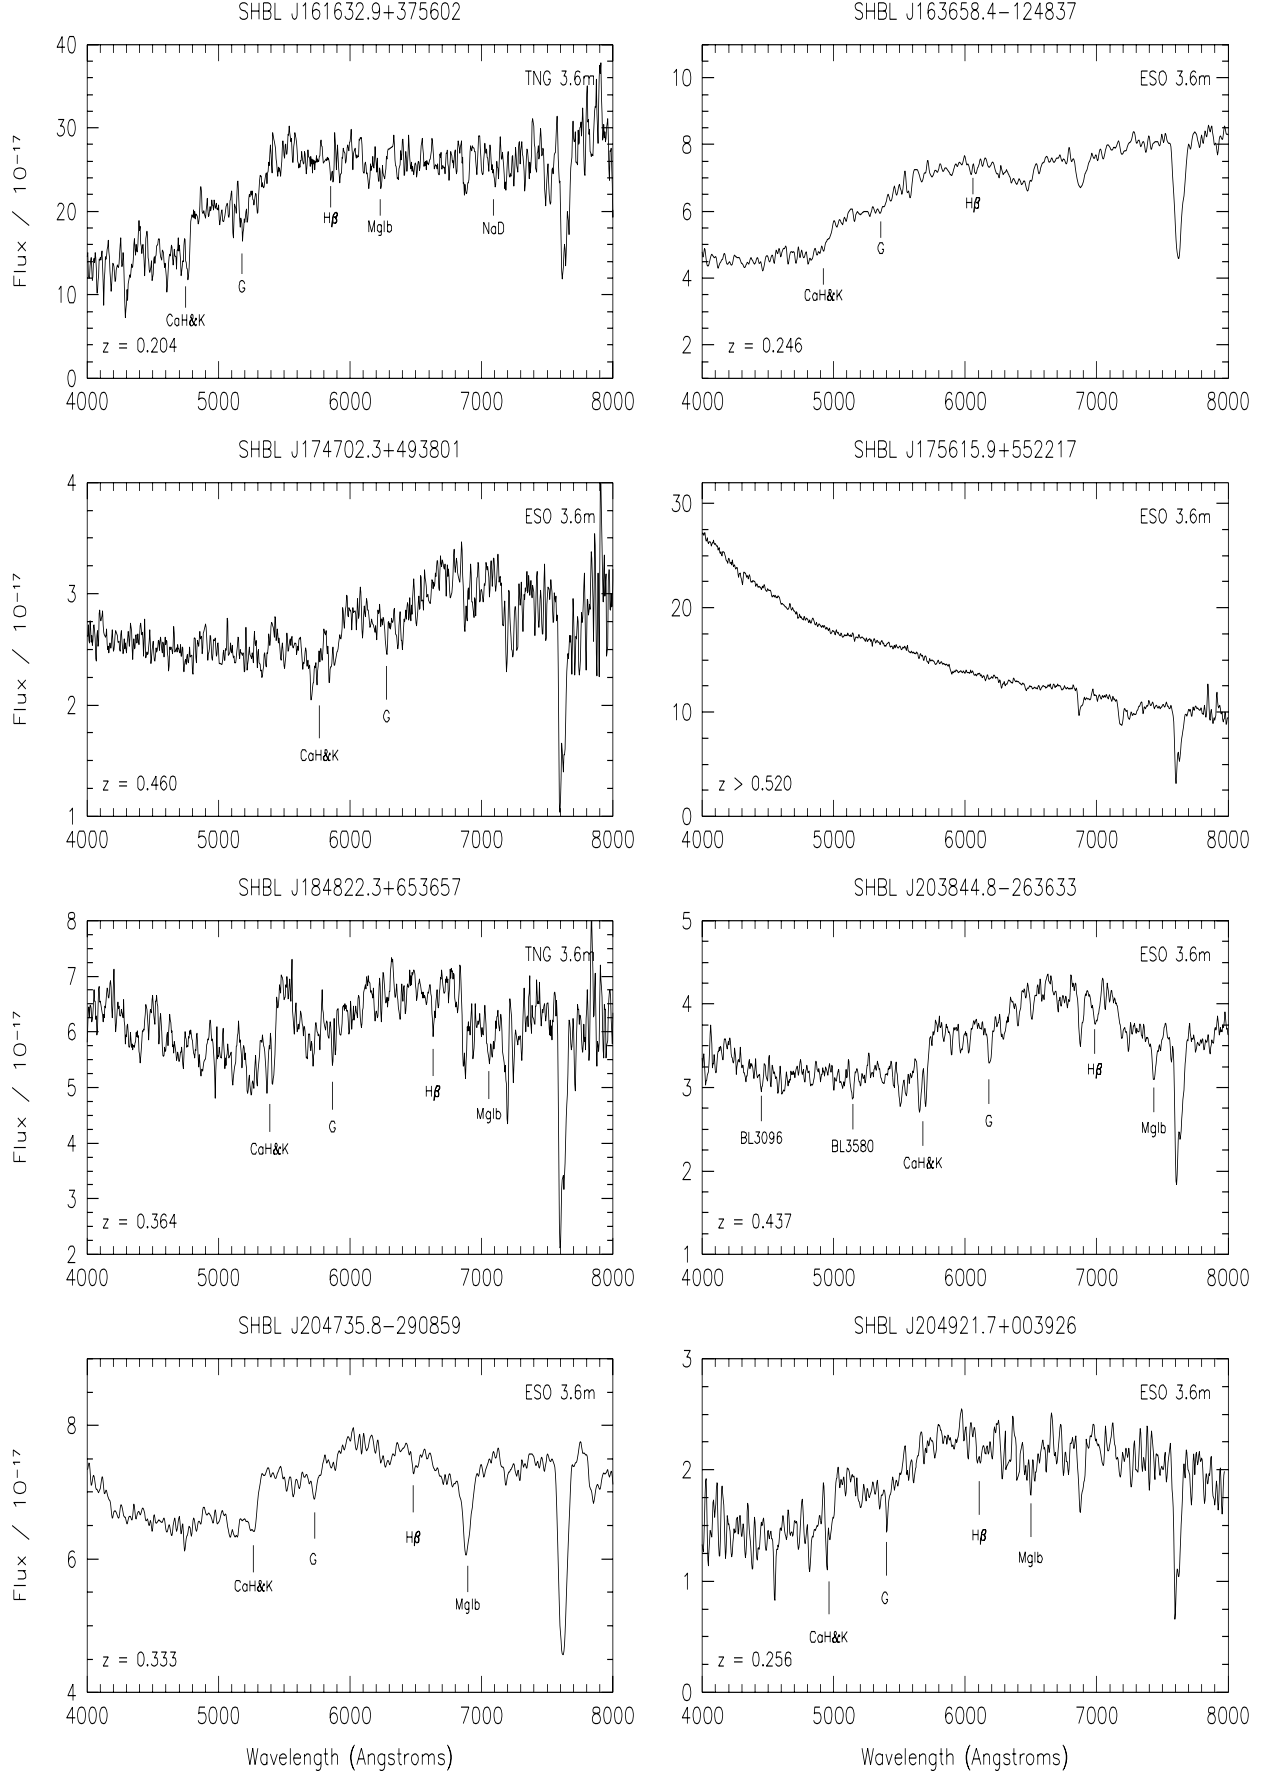 SHBL J161632.9+375602
SHBL J163658.4−124837
40
30
20
10
0
Flux / 10⁻¹⁷
TNG 3.6m
Hβ
MgIb
NaD
G
CaH&K
z = 0.204
4000 5000 6000 7000 8000
10
8
6
4
2
ESO 3.6m
Hβ
G
CaH&K
z = 0.246
4000 5000 6000 7000 8000
SHBL J174702.3+493801
SHBL J175615.9+552217
4
3
2
1
Flux / 10⁻¹⁷
ESO 3.6m
G
CaH&K
z = 0.460
4000 5000 6000 7000 8000
30
20
10
0
ESO 3.6m
z > 0.520
4000 5000 6000 7000 8000
SHBL J184822.3+653657
SHBL J203844.8−263633
8
7
6
5
4
3
2
Flux / 10⁻¹⁷
TNG 3.6m
Hβ
MgIb
G
CaH&K
z = 0.364
4000 5000 6000 7000 8000
5
4
3
2
1
ESO 3.6m
Hβ
MgIb
G
BL3096
BL3580
CaH&K
z = 0.437
4000 5000 6000 7000 8000
SHBL J204735.8−290859
SHBL J204921.7+003926
8
6
4
Flux / 10⁻¹⁷
ESO 3.6m
Hβ
G
CaH&K
MgIb
z = 0.333
4000 5000 6000 7000 8000
Wavelength (Angstroms)
3
2
1
0
ESO 3.6m
Hβ
MgIb
G
CaH&K
z = 0.256
4000 5000 6000 7000 8000
Wavelength (Angstroms)